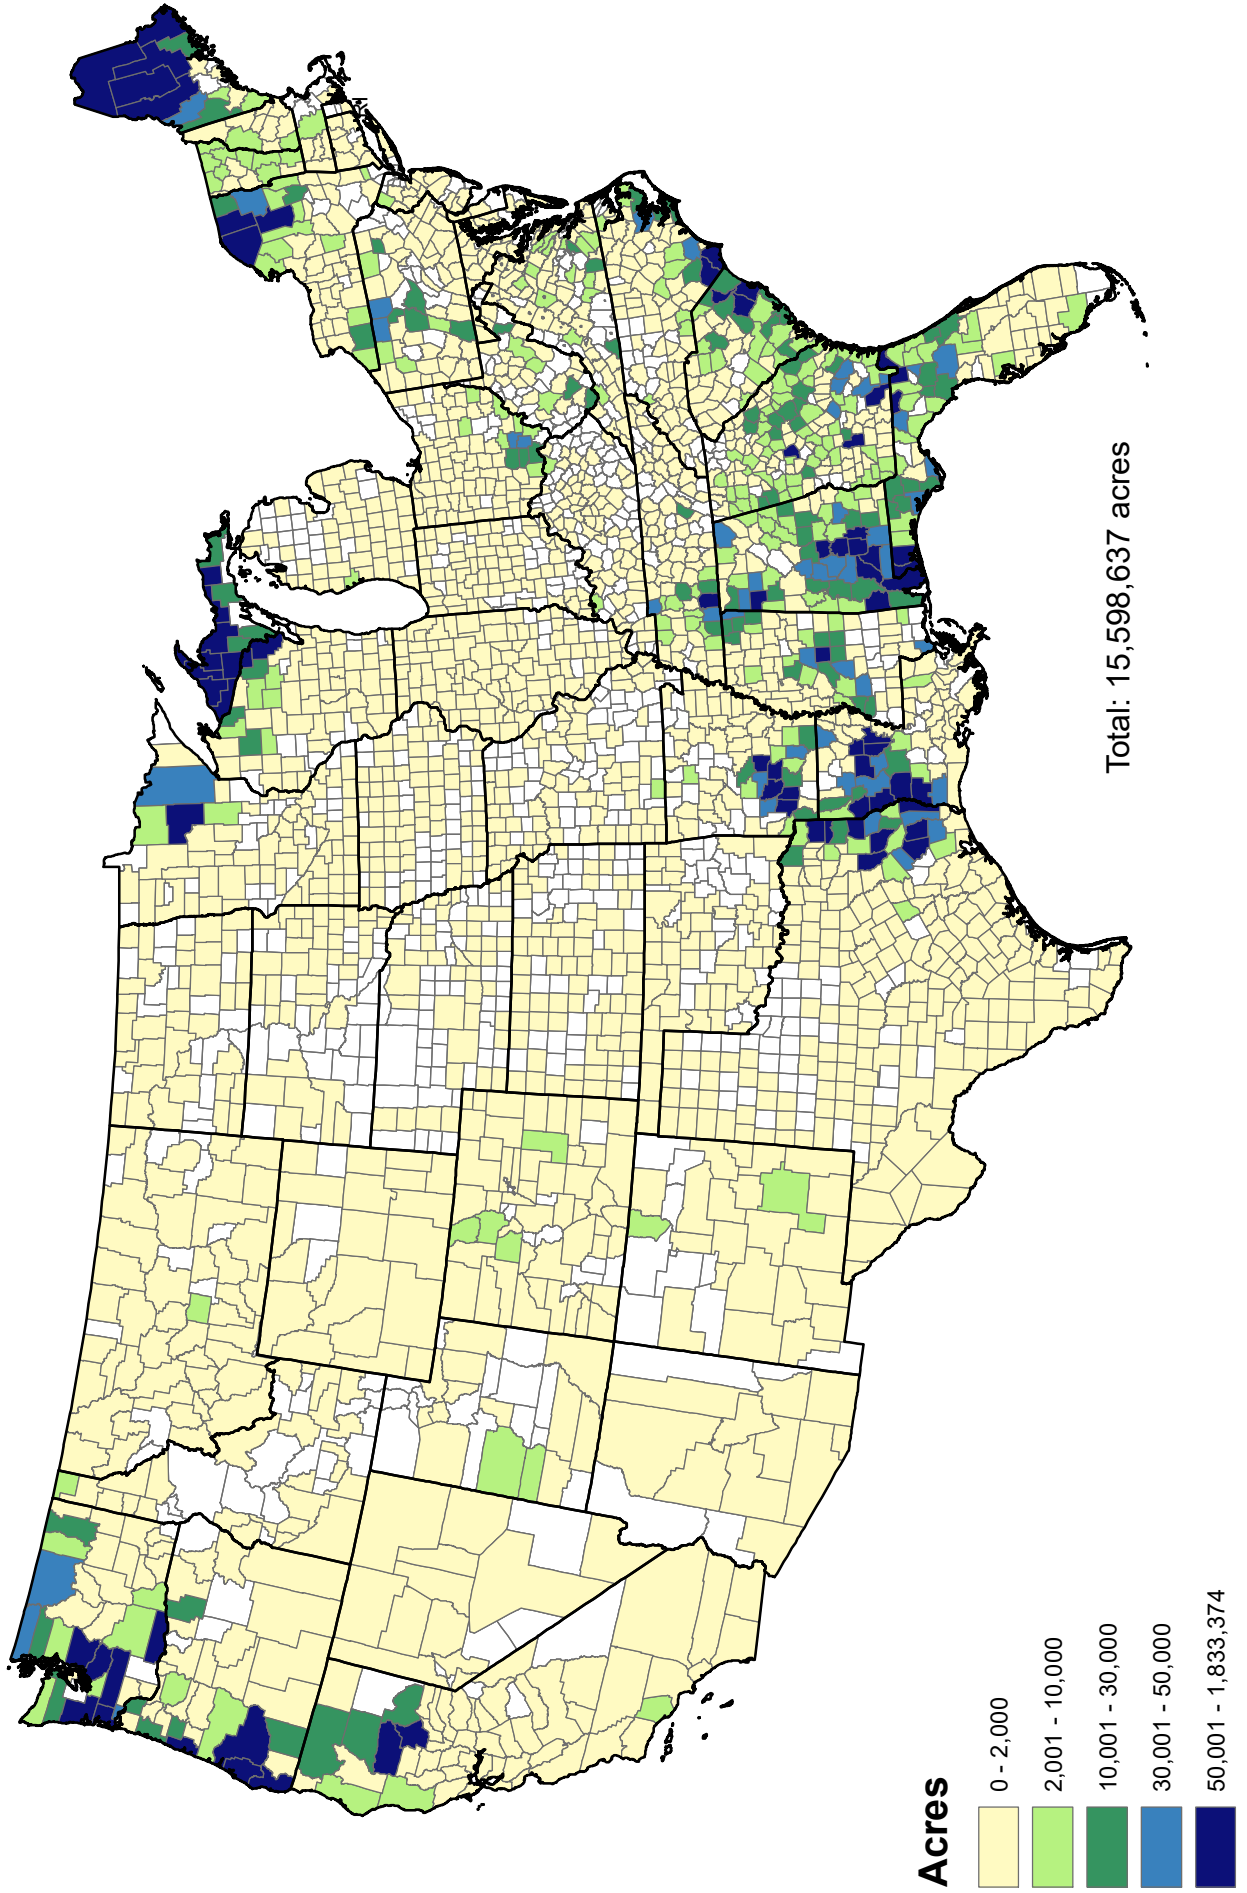 Total: 15,598,637 acres
Acres
0 - 2,000
2,001 - 10,000
10,001 - 30,000
30,001 - 50,000
50,001 - 1,833,374